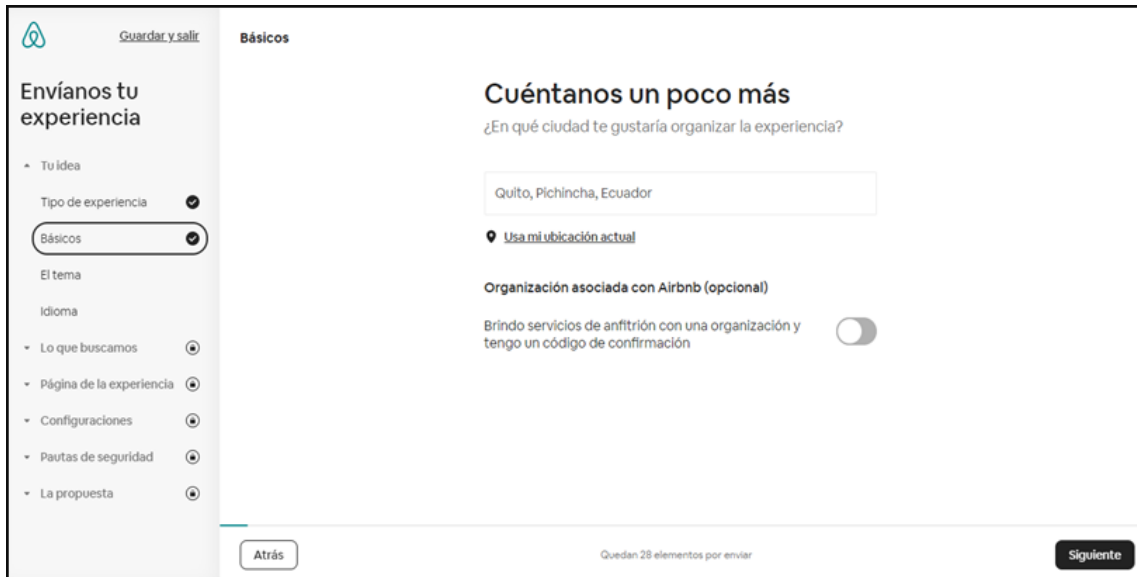 Guardar y salir
Envíanos tu
experiencia
Tu idea
Tipo de experiencia
Básicos
El tema
Idioma
Lo que buscamos
Página de la experiencia
Configuraciones
Pautas de seguridad
La propuesta
Básicos
Cuéntanos un poco más
¿En qué ciudad te gustaría organizar la experiencia?
Quito, Pichincha, Ecuador
Usa mi ubicación actual
Organización asociada con Airbnb (opcional)
Brindo servicios de anfitrión con una organización y
tengo un código de confirmación
Atrás
Quedan 28 elementos por enviar
Siguiente